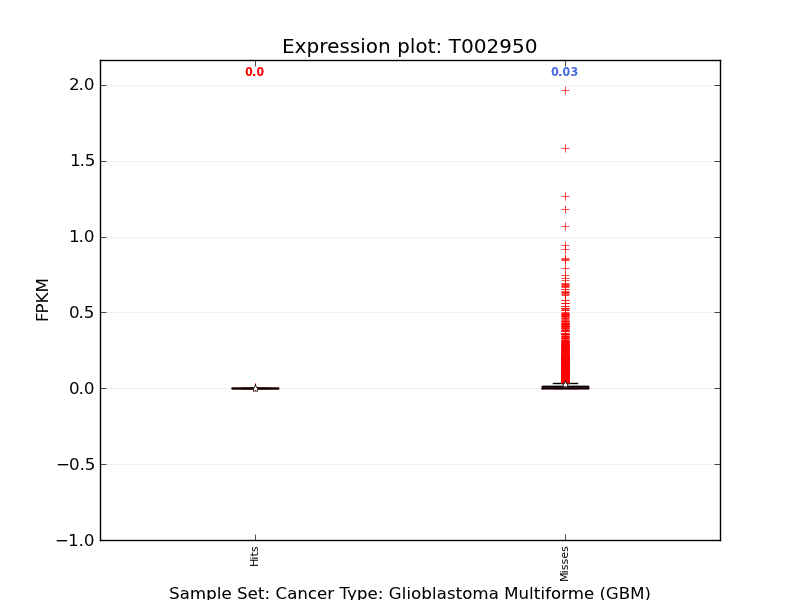 Expression plot: T002950
0.0
0.03
2.0
1.5
1.0
0.5
0.0
−0.5
−1.0
FPKM
Hits
Misses
Sample Set: Cancer Type: Glioblastoma Multiforme (GBM)